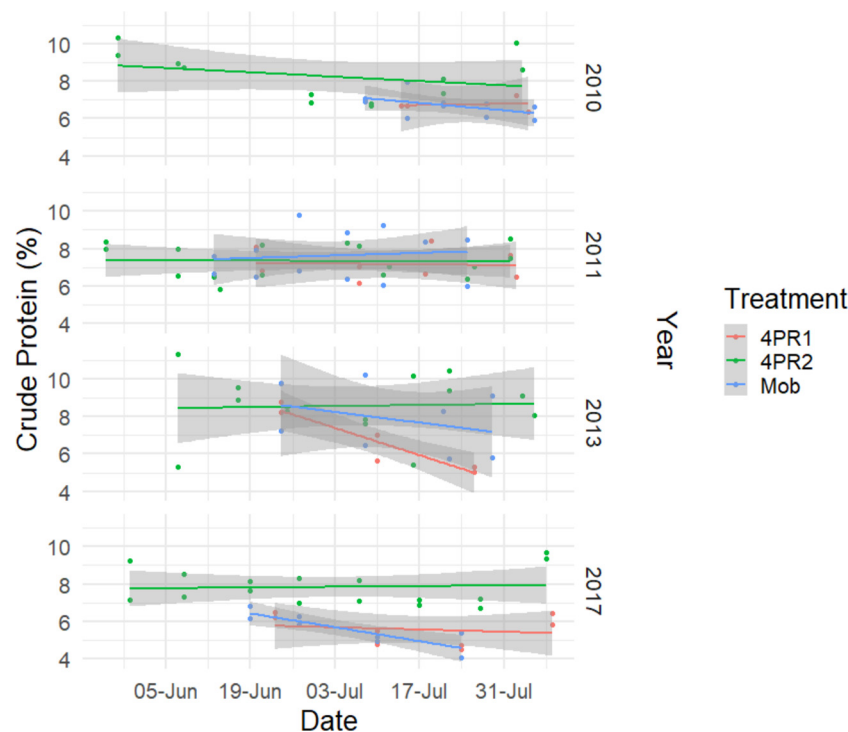 10
8
6
4
2010
10
8
6
4
2011
10
8
6
4
2013
10
8
6
4
2017
05-Jun 19-Jun 03-Jul 17-Jul 31-Jul
Date
Crude Protein (%)
Year
Treatment
4PR1
4PR2
Mob